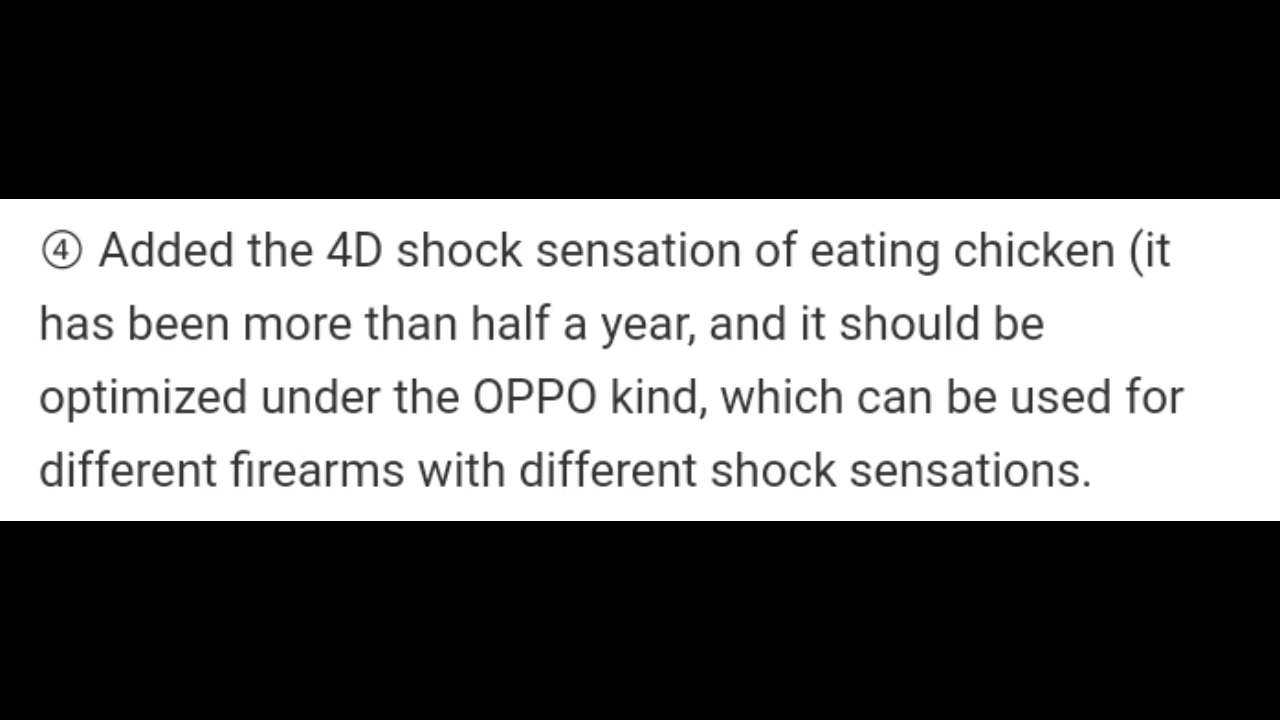 ④ Added the 4D shock sensation of eating chicken (it
has been more than half a year, and it should be
optimized under the OPPO kind, which can be used for
different firearms with different shock sensations.